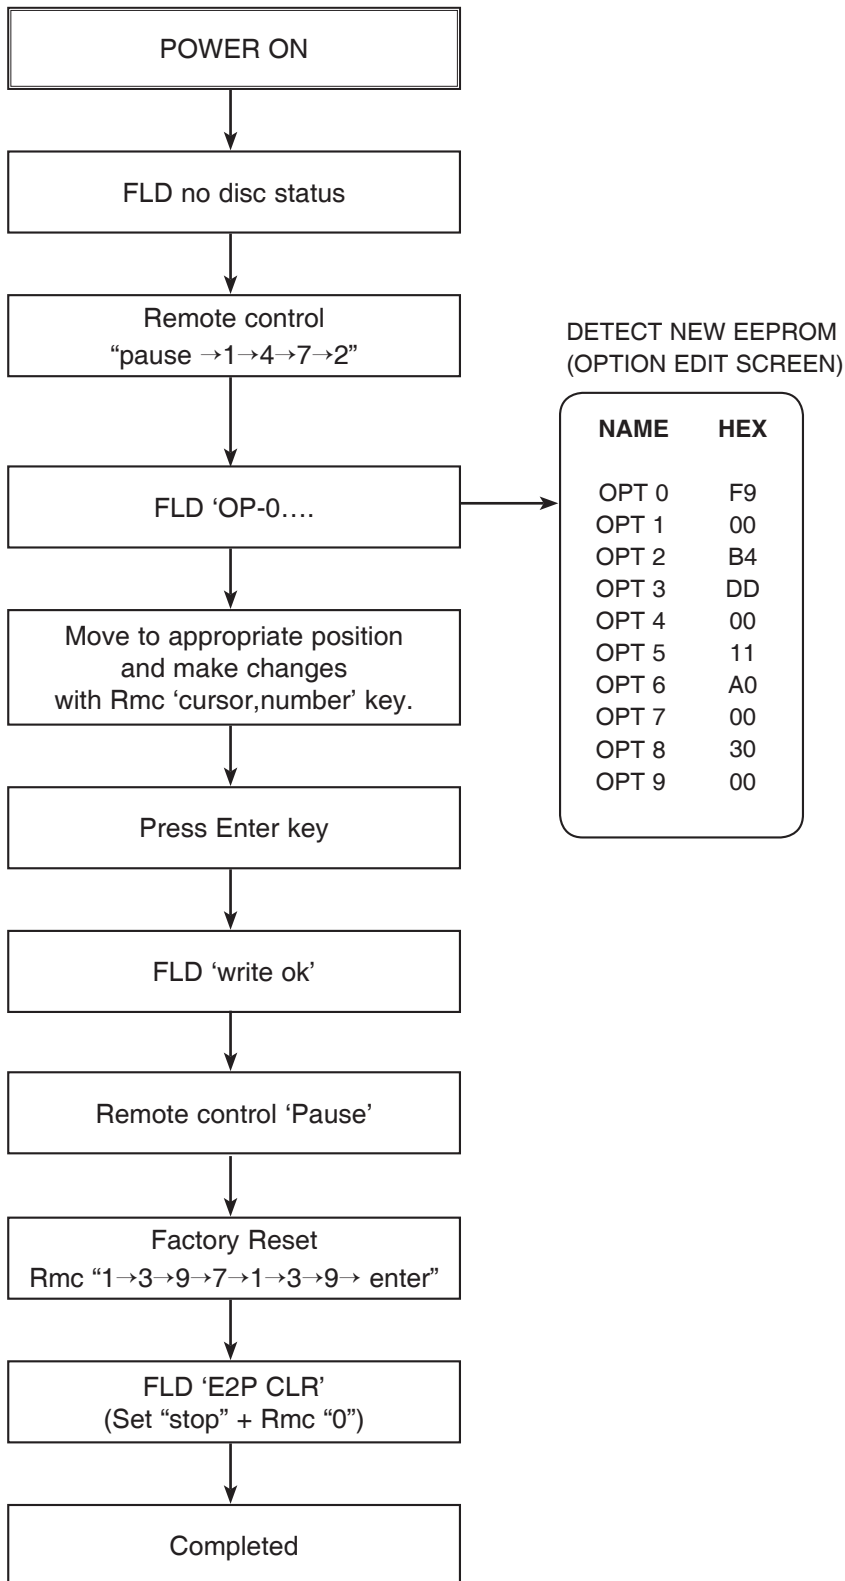 POWER ON
FLD no disc status
Remote control
“pause →1→4→7→2”
FLD ‘OP-0….
Move to appropriate position
and make changes
with Rmc ‘cursor,number’ key.
Press Enter key
FLD ‘write ok’
Remote control ‘Pause’
Factory Reset
Rmc “1→3→9→7→1→3→9→ enter”
FLD ‘E2P CLR’
(Set “stop” + Rmc “0”)
Completed
DETECT NEW EEPROM
(OPTION EDIT SCREEN)
NAME HEX
OPT 0 F9
OPT 1 00
OPT 2 B4
OPT 3 DD
OPT 4 00
OPT 5 11
OPT 6 A0
OPT 7 00
OPT 8 30
OPT 9 00